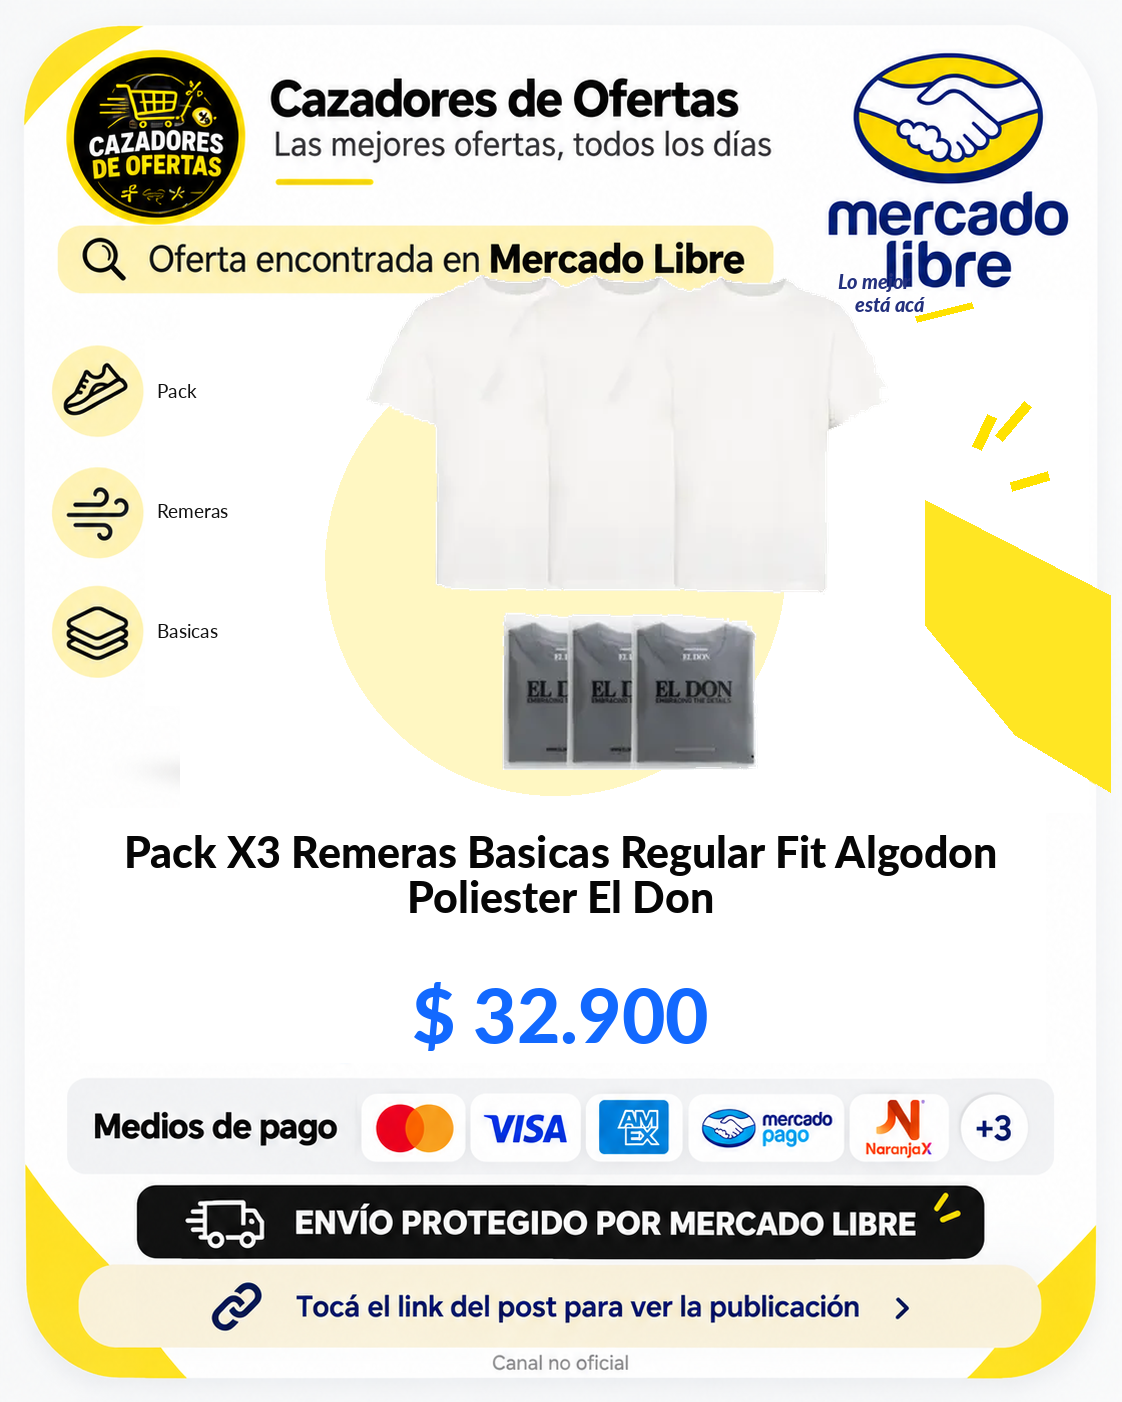 CAZADORES
DE OFERTAS
Cazadores de Ofertas
Las mejores ofertas, todos los días
mercado
libre
Lo mejor
está acá
Oferta encontrada en Mercado Libre
Pack
Remeras
Basicas
EL DON
EMBRACING THE DETAILS
Pack X3 Remeras Basicas Regular Fit Algodon
Poliester El Don
$ 32.900
Medios de pago
VISA
AM
EX
mercado
pago
NaranjaX
+3
ENVÍO PROTEGIDO POR MERCADO LIBRE
Tocá el link del post para ver la publicación
Canal no oficial